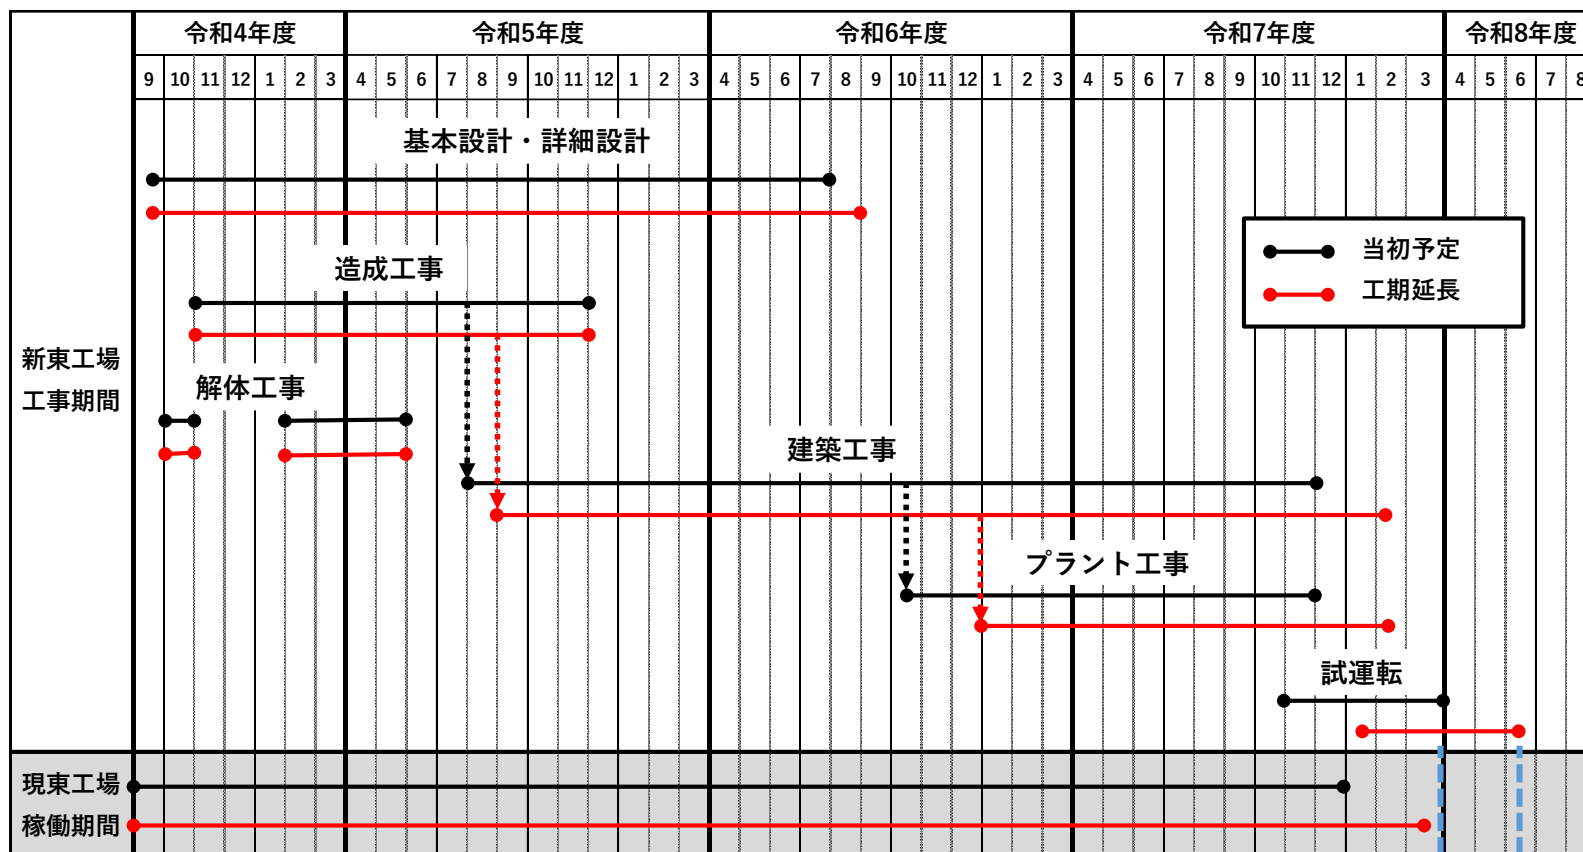 令和4年度 令和5年度 令和6年度 令和7年度 令和8年度
9 10 11 12 1 2 3 4 5 6 7 8 9 10 11 12 1 2 3 4 5 6 7 8 9 10 11 12 1 2 3 4 5 6 7 8 9 10 11 12 1 2 3 4 5 6 7 8
基本設計・詳細設計
当初予定
工期延長
造成工事
新東工場
工事期間
解体工事
建築工事
プラント工事
試運転
現東工場
稼働期間